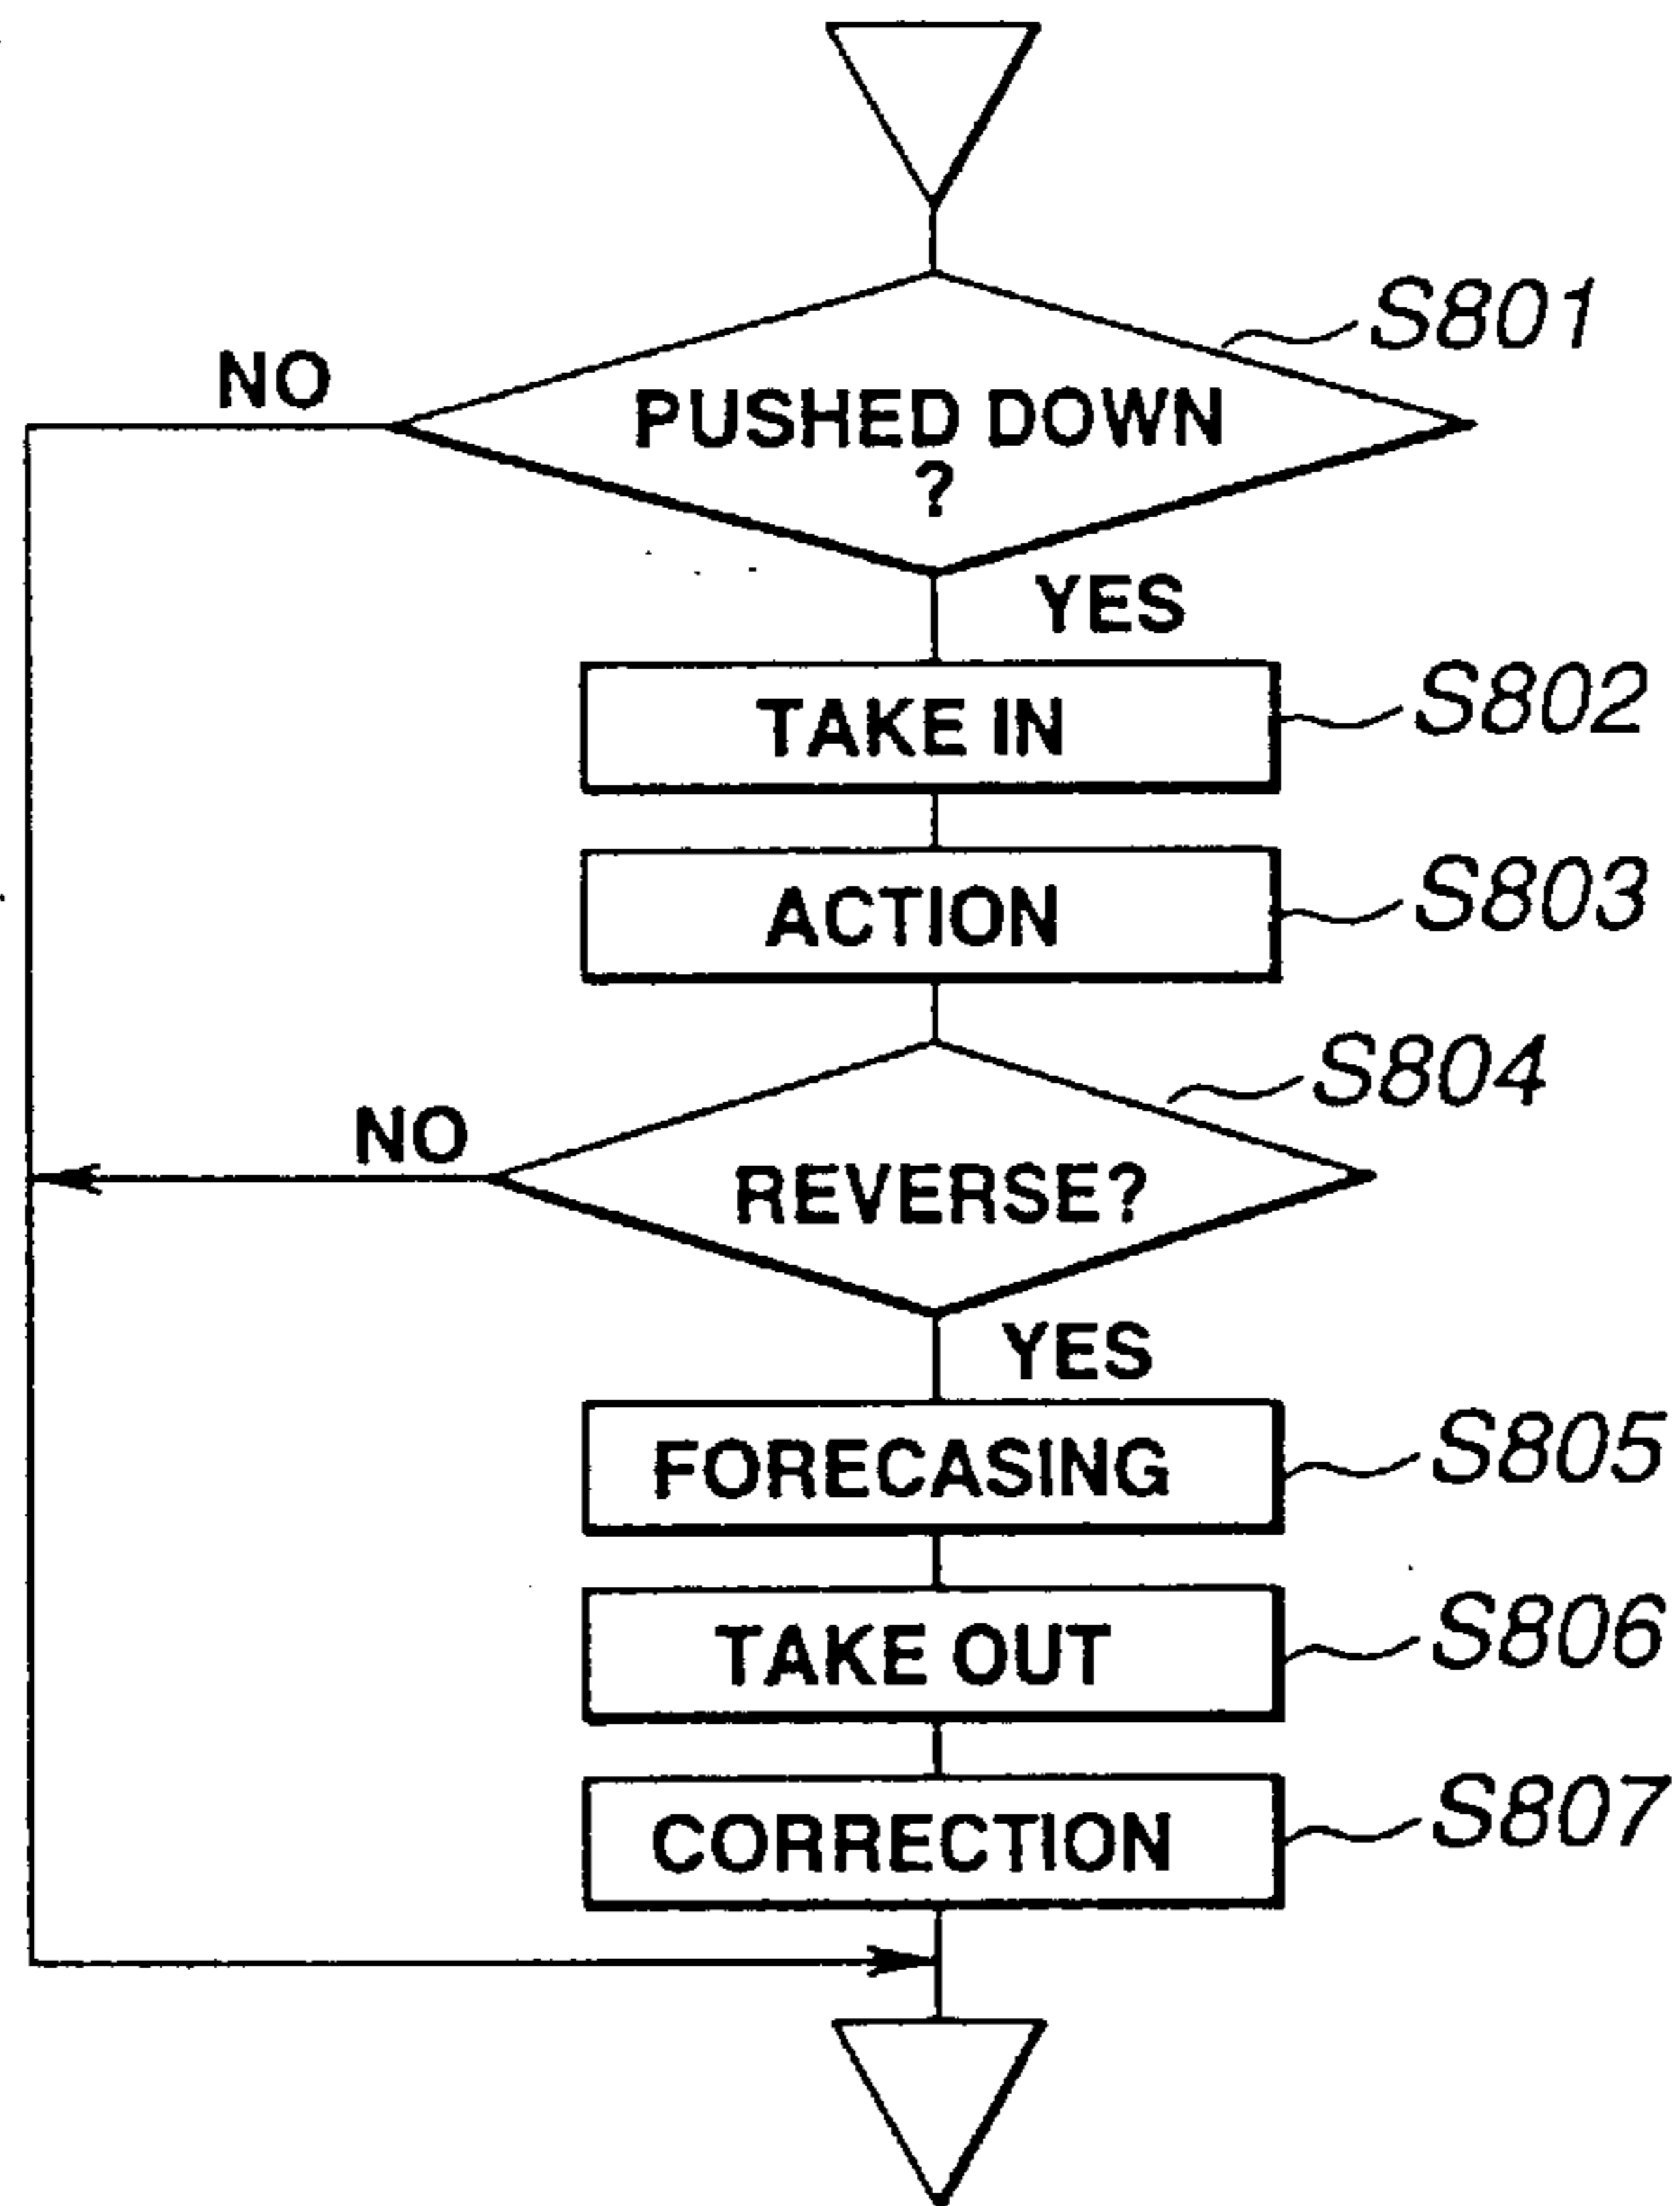 S801
NO
PUSHED DOWN
?
YES
TAKE IN
S802
ACTION
S803
S804
NO
REVERSE?
YES
FORECASING
S805
TAKE OUT
S806
CORRECTION
S807